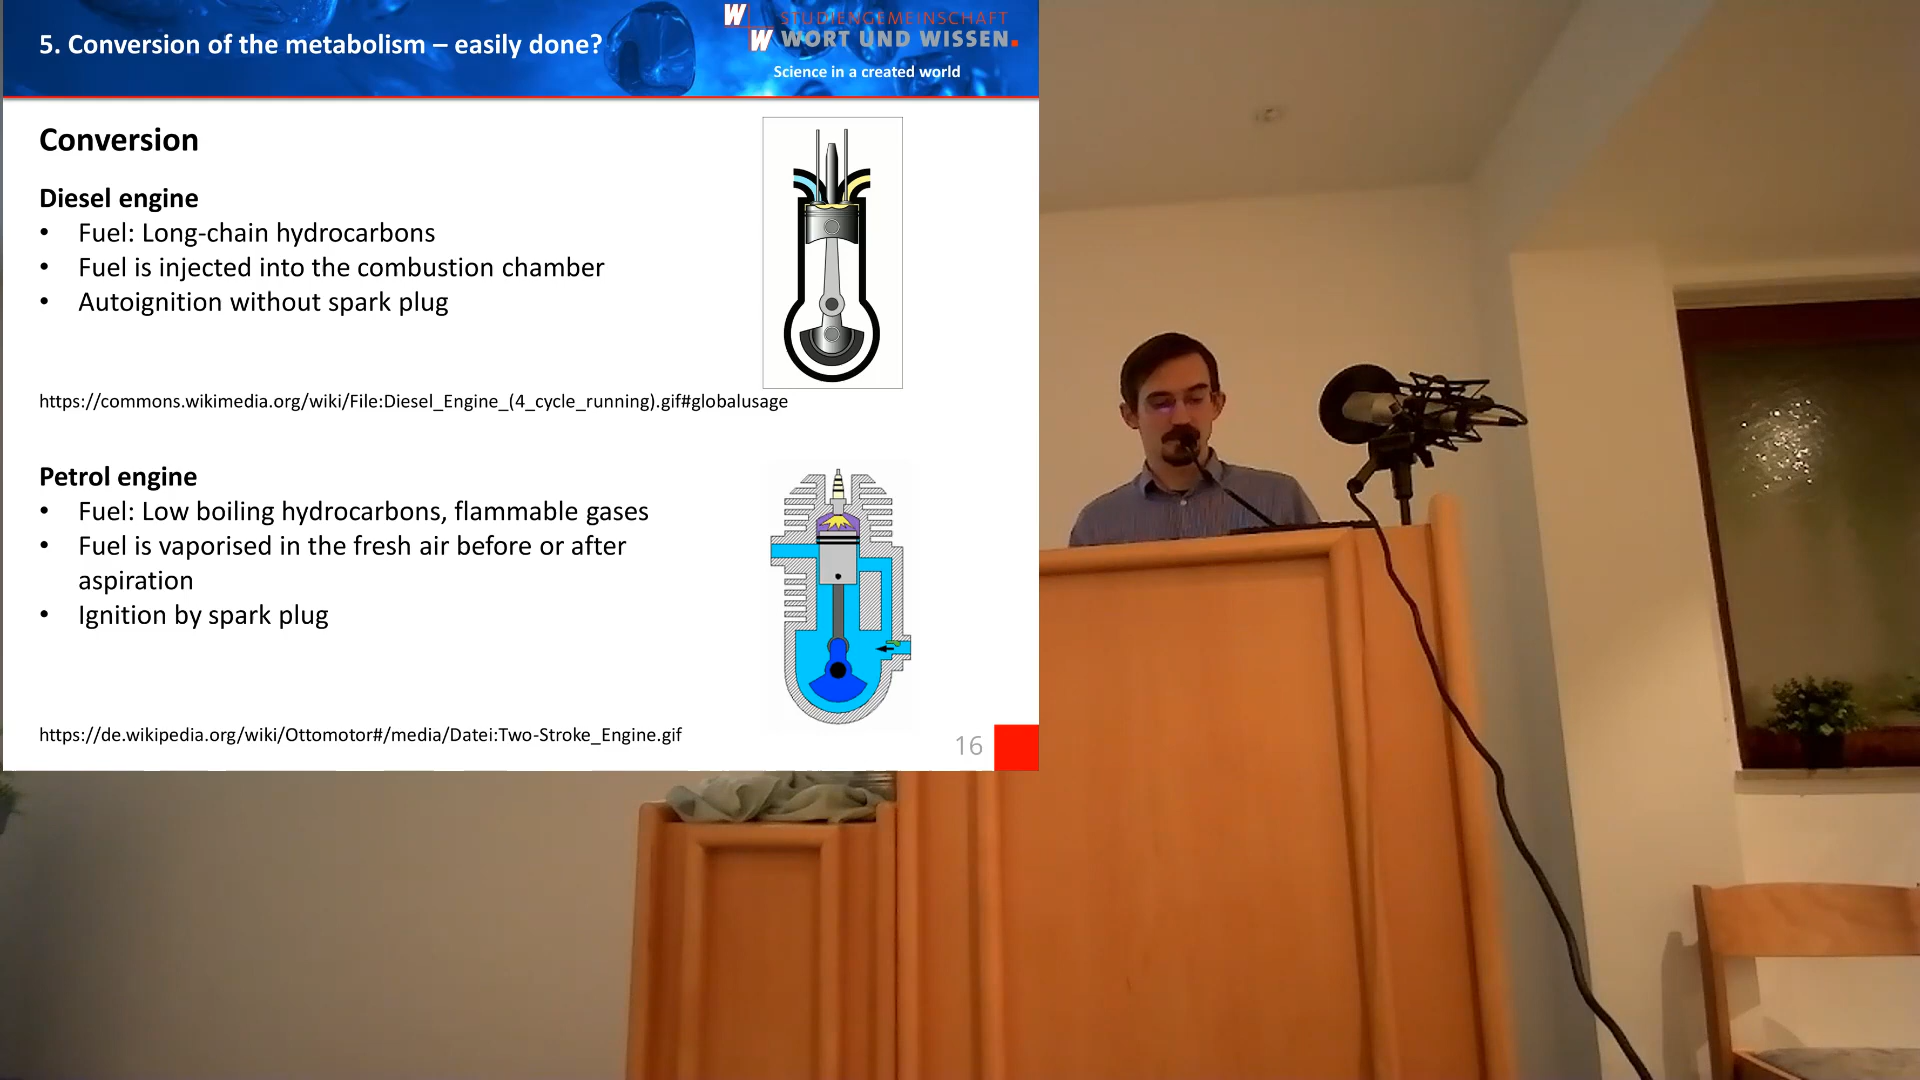 5. Conversion of the metabolism – easily done?
W
W
STUDIENGEMEINSCHAFT
WORT UND WISSEN.
Science in a created world
Conversion
Diesel engine
• Fuel: Long-chain hydrocarbons
• Fuel is injected into the combustion chamber
• Autoignition without spark plug
https://commons.wikimedia.org/wiki/File:Diesel_Engine_(4_cycle_running).gif#globalusage
Petrol engine
• Fuel: Low boiling hydrocarbons, flammable gases
• Fuel is vaporised in the fresh air before or after
aspiration
• Ignition by spark plug
https://de.wikipedia.org/wiki/Ottomotor#/media/Datei:Two-Stroke_Engine.gif
16